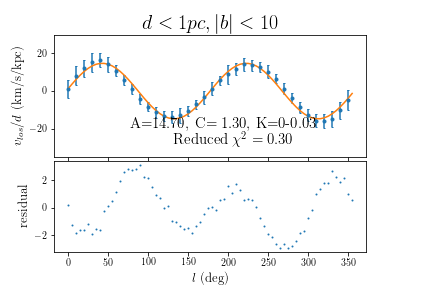 d < 1pc, |b| < 10
20
0
−20
v_los/d (km/s/kpc)
A=14.70, C= 1.30, K=0-0.03
Reduced χ² = 0.30
2
0
−2
residual
0 50 100 150 200 250 300 350
l (deg)